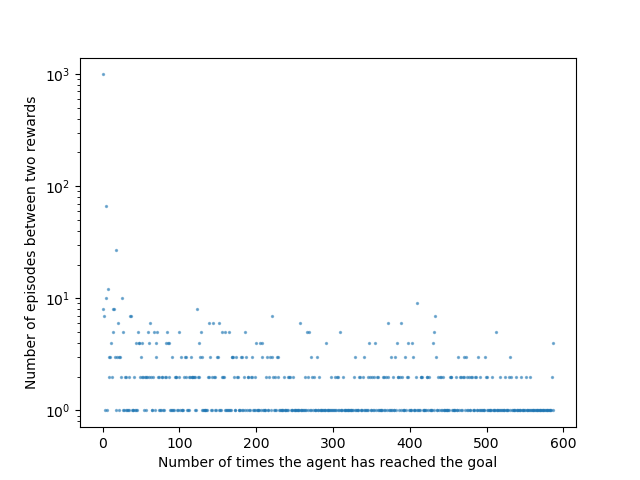 10³
10²
10¹
10⁰
Number of episodes between two rewards
0 100 200 300 400 500 600
Number of times the agent has reached the goal